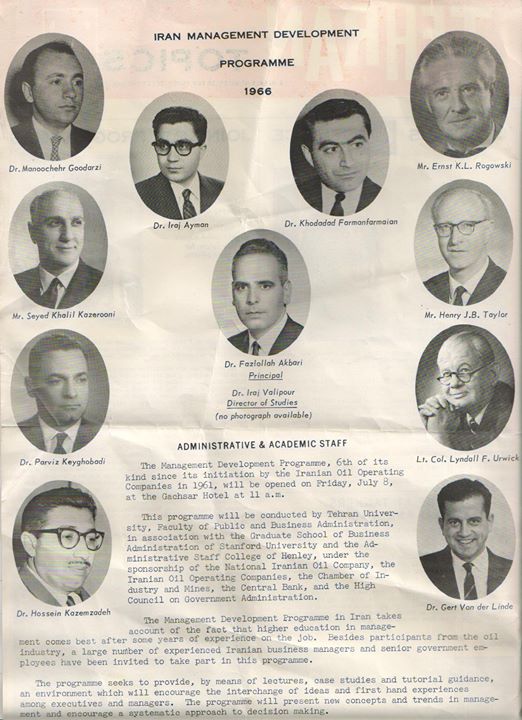 IRAN MANAGEMENT DEVELOPMENT
PROGRAMME
1966
Dr. Manoochehr Goodarzi
Mr. Ernst K.L. Rogowski
Dr. Iraj Ayman
Dr. Khodadad Farmanfarmaian
Mr. Seyed Khalil Kazerooni
Mr. Henry J.B. Taylor
Dr. Fazlollah Akbari
Principal
Dr. Iraj Valipour
Director of Studies
(no photograph available)
Dr. Parviz Keyghobadi
Lt. Col. Lyndall F. Urwick
ADMINISTRATIVE & ACADEMIC STAFF
The Management Development Programme, 6th of its
kind since its initiation by the Iranian Oil Operating
Companies in 1961, will be opened on Friday, July 8,
at the Gachsar Hotel at 11 a.m.
This programme will be conducted by Tehran Univer-
sity, Faculty of Public and Business Administration,
in association with the Graduate School of Business
Administration of Stanford University and the Ad-
ministrative Staff College of Henley, under the
sponsorship of the National Iranian Oil Company, the
Iranian Oil Operating Companies, the Chamber of In-
dustry and Mines, the Central Bank, and the High
Council on Government Administration.
Dr. Hossein Kazemzadeh
Dr. Gert Von der Linde
The Management Development Programme in Iran takes
account of the fact that higher education in manage-
ment comes best after some years of experience on the job. Besides participants from the oil
industry, a large number of experienced Iranian business managers and senior government em-
ployees have been invited to take part in this programme.
The programme seeks to provide, by means of lectures, case studies and tutorial guidance,
an environment which will encourage the interchange of ideas and first hand experiences
among executives and managers. The programme will present new concepts and trends in manage-
ment and encourage a systematic approach to decision making.